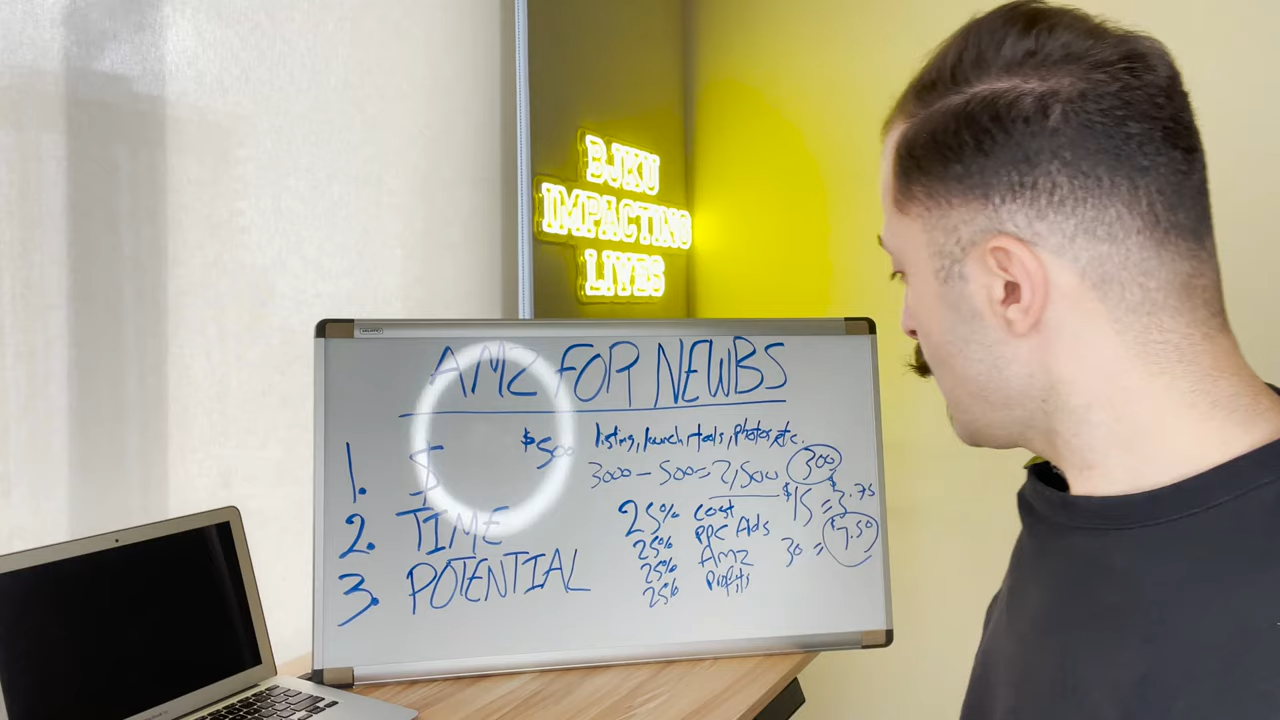 BJKU
IMPACTING
LIVES
AMZ FOR NEWBS
1. $ $500 listing, launch, tools, photos, etc.
3000 - 500 = 2,500 300
$15 = $3.75
2. TIME 25% cost
25% PPC Ads 30 = $7.50
25% AMZ
3. POTENTIAL 25% Profits